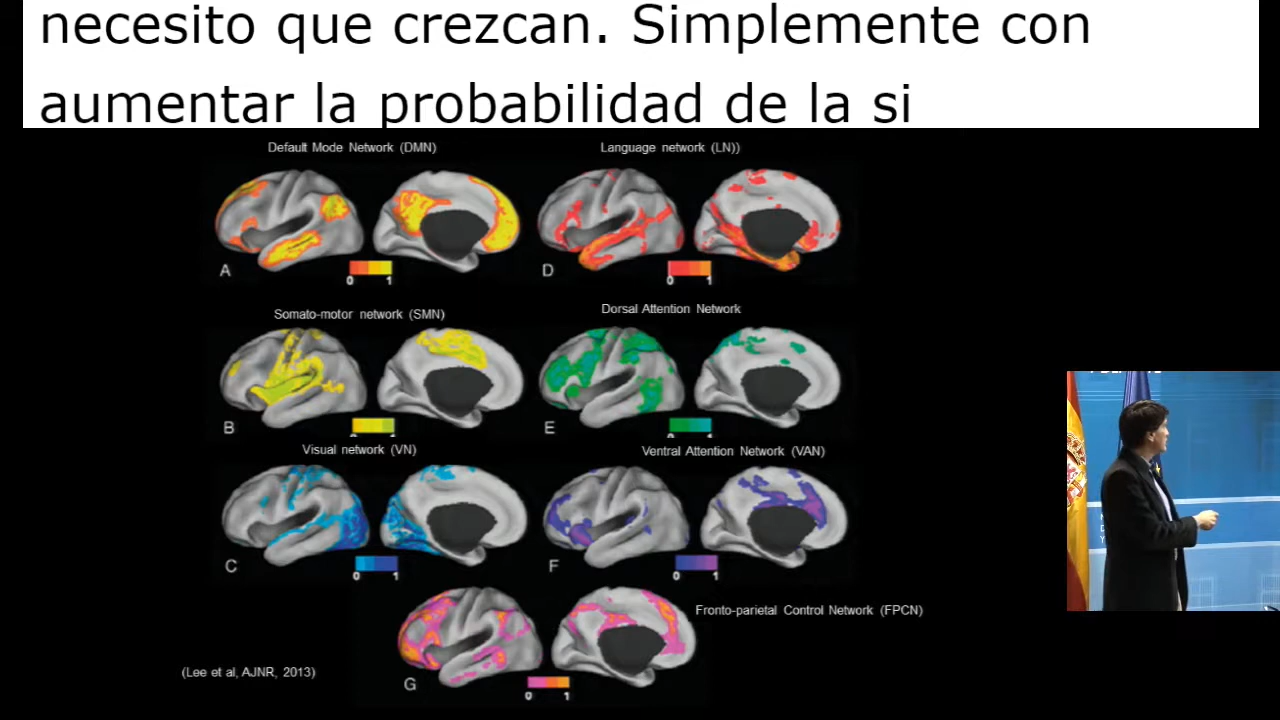 necesito que crezcan. Simplemente con
aumentar la probabilidad de la si
Default Mode Network (DMN)
Language network (LN))
A
0 1
D
0 1
Somato-motor network (SMN)
Dorsal Attention Network
B
E
Visual network (VN)
Ventral Attention Network (VAN)
C
0 1
F
0 1
Fronto-parietal Control Network (FPCN)
(Lee et al, AJNR, 2013)
G
0 1